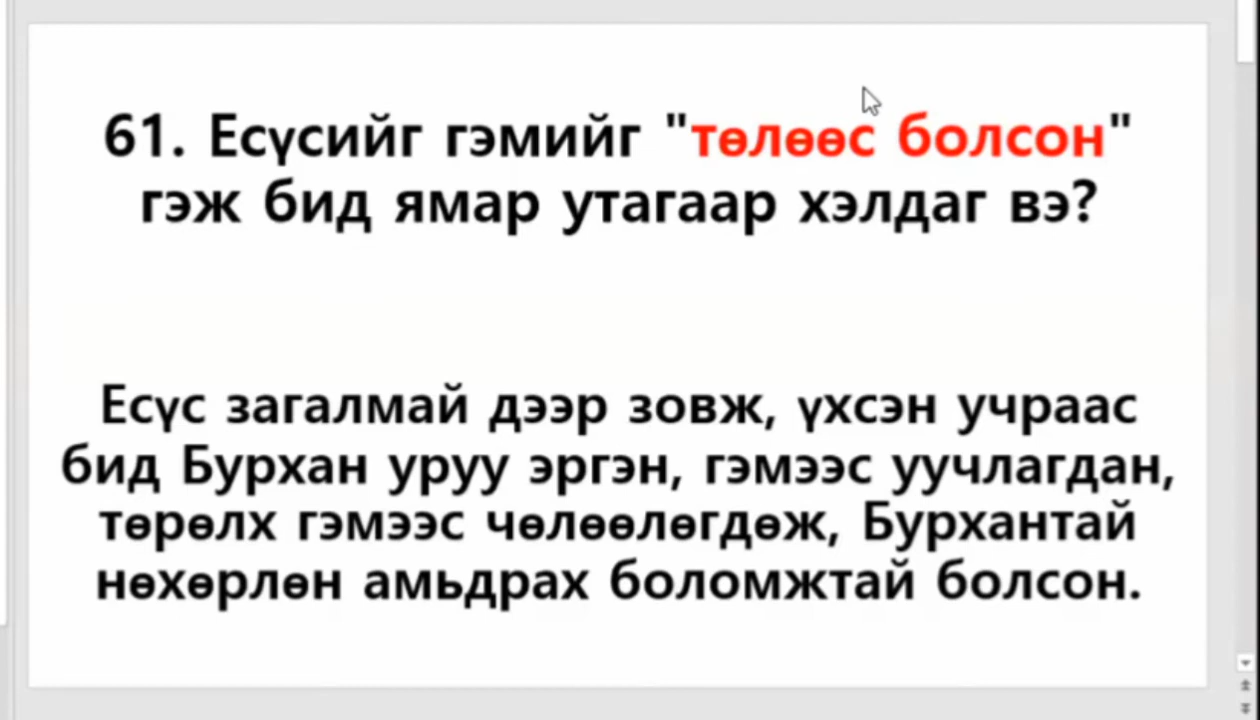 61. Есүсийг гэмийг "төлөөс болсон"
гэж бид ямар утагаар хэлдаг вэ?
Есүс загалмай дээр зовж, үхсэн учраас
бид Бурхан уруу эргэн, гэмээс уучлагдан,
төрөлх гэмээс чөлөөлөгдөж, Бурхантай
нөхөрлөн амьдрах боломжтай болсон.